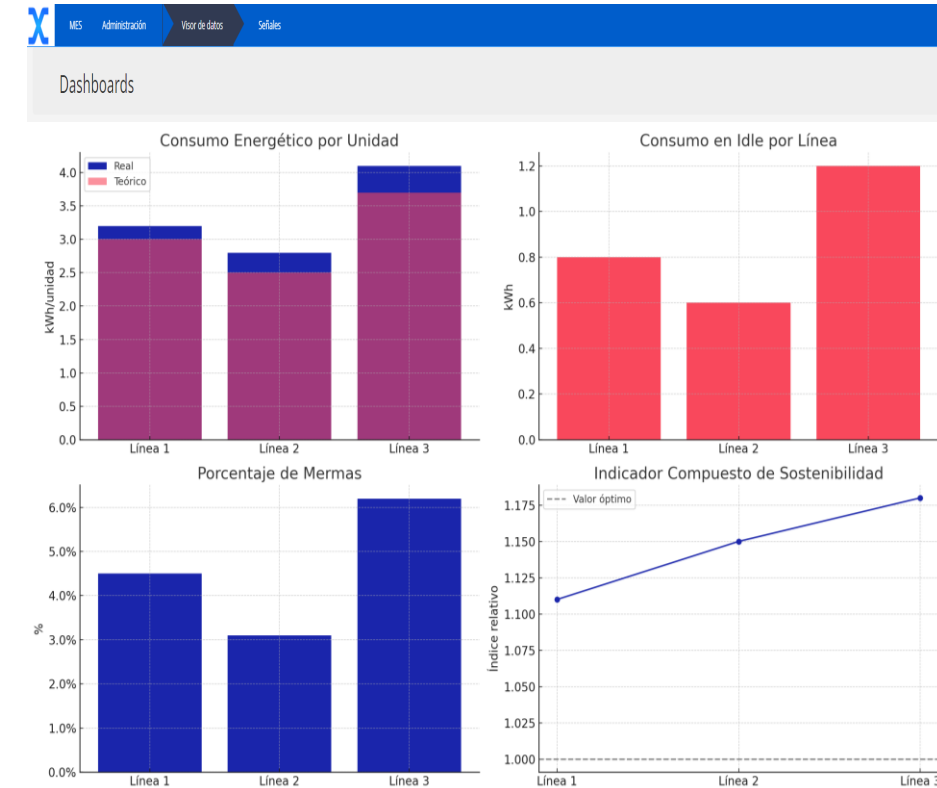 MES Administración Visor de datos Señales
Dashboards
Consumo Energético por Unidad
Real
Teórico
kWh/unidad
4.0
3.5
3.0
2.5
2.0
1.5
1.0
0.5
0.0
Línea 1 Línea 2 Línea 3
Consumo en Idle por Línea
kWh
1.2
1.0
0.8
0.6
0.4
0.2
0.0
Línea 1 Línea 2 Línea 3
Porcentaje de Mermas
%
6.0%
5.0%
4.0%
3.0%
2.0%
1.0%
0.0%
Línea 1 Línea 2 Línea 3
Indicador Compuesto de Sostenibilidad
Valor óptimo
Índice relativo
1.175
1.150
1.125
1.100
1.075
1.050
1.025
1.000
Línea 1 Línea 2 Línea 3